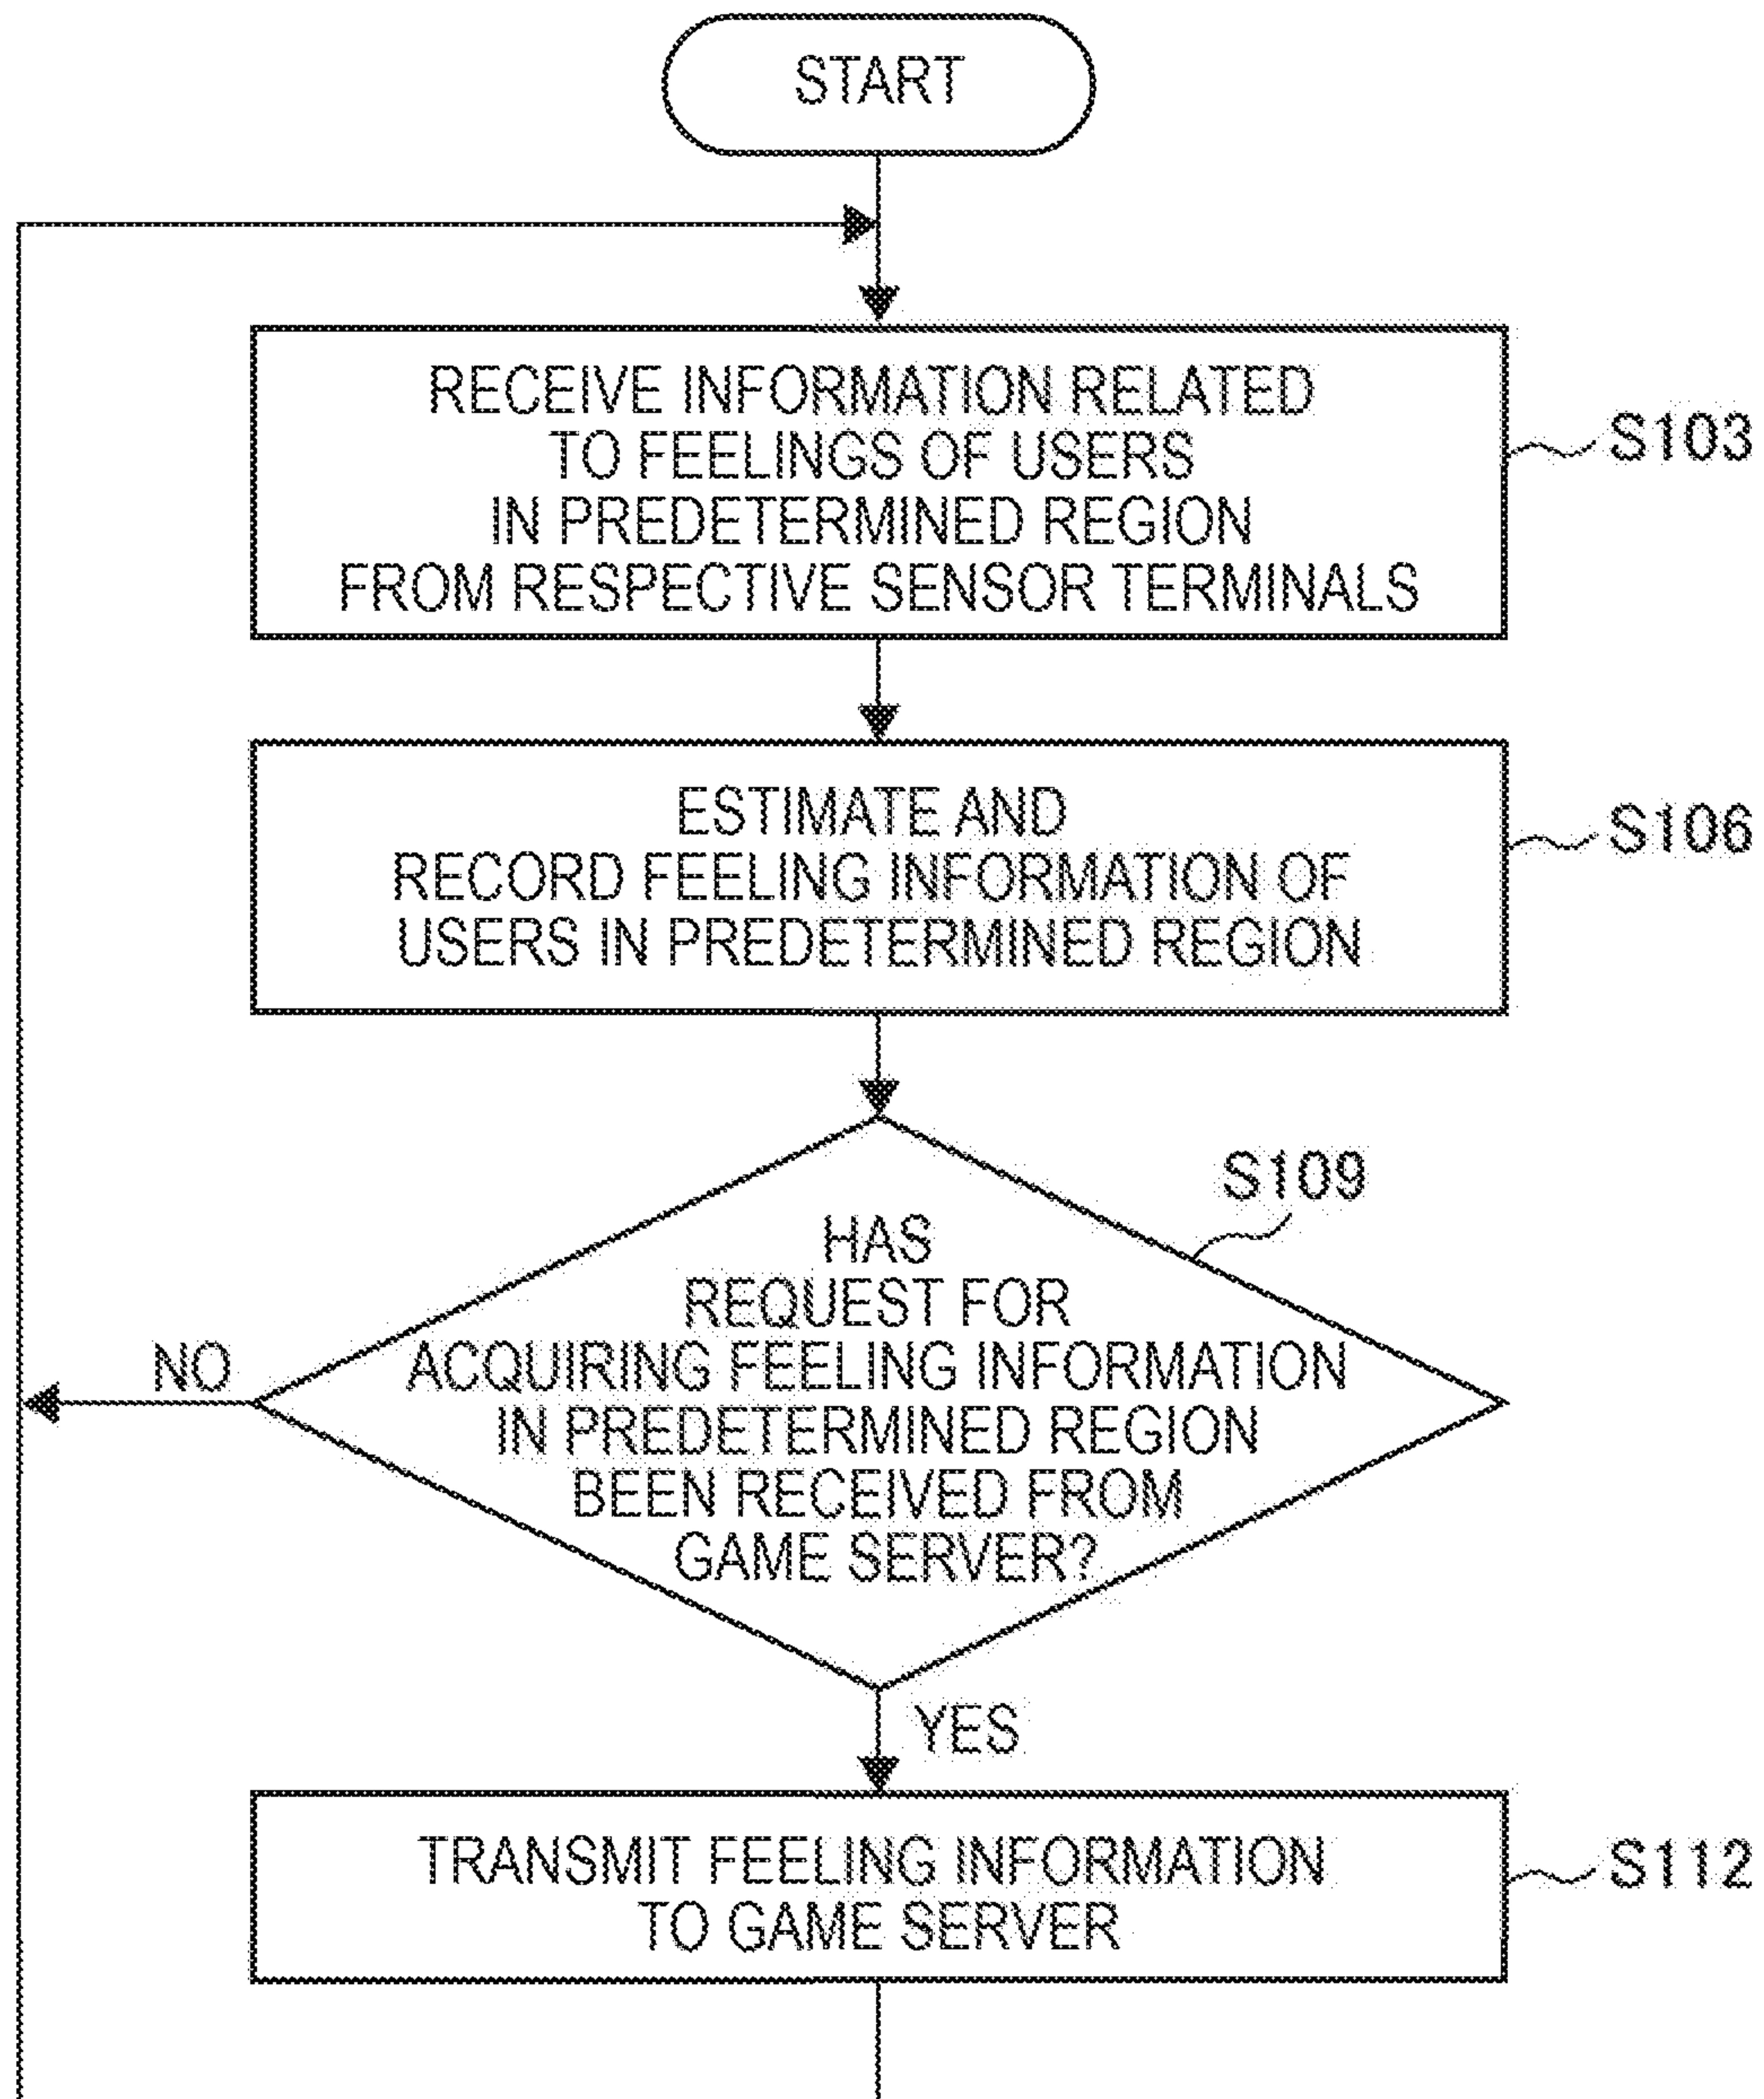 START
RECEIVE INFORMATION RELATED
TO FEELINGS OF USERS
IN PREDETERMINED REGION
FROM RESPECTIVE SENSOR TERMINALS
S103
ESTIMATE AND
RECORD FEELING INFORMATION OF
USERS IN PREDETERMINED REGION
S106
S109
HAS
REQUEST FOR
ACQUIRING FEELING INFORMATION
IN PREDETERMINED REGION
BEEN RECEIVED FROM
GAME SERVER?
NO
YES
TRANSMIT FEELING INFORMATION
TO GAME SERVER
S112